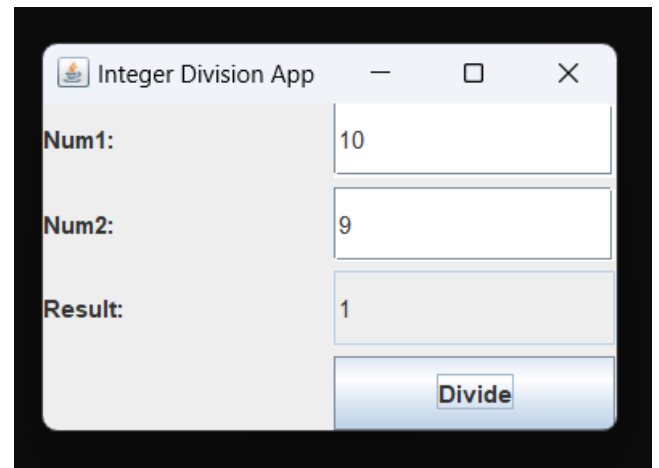 Integer Division App
Num1: 10
Num2: 9
Result: 1
Divide